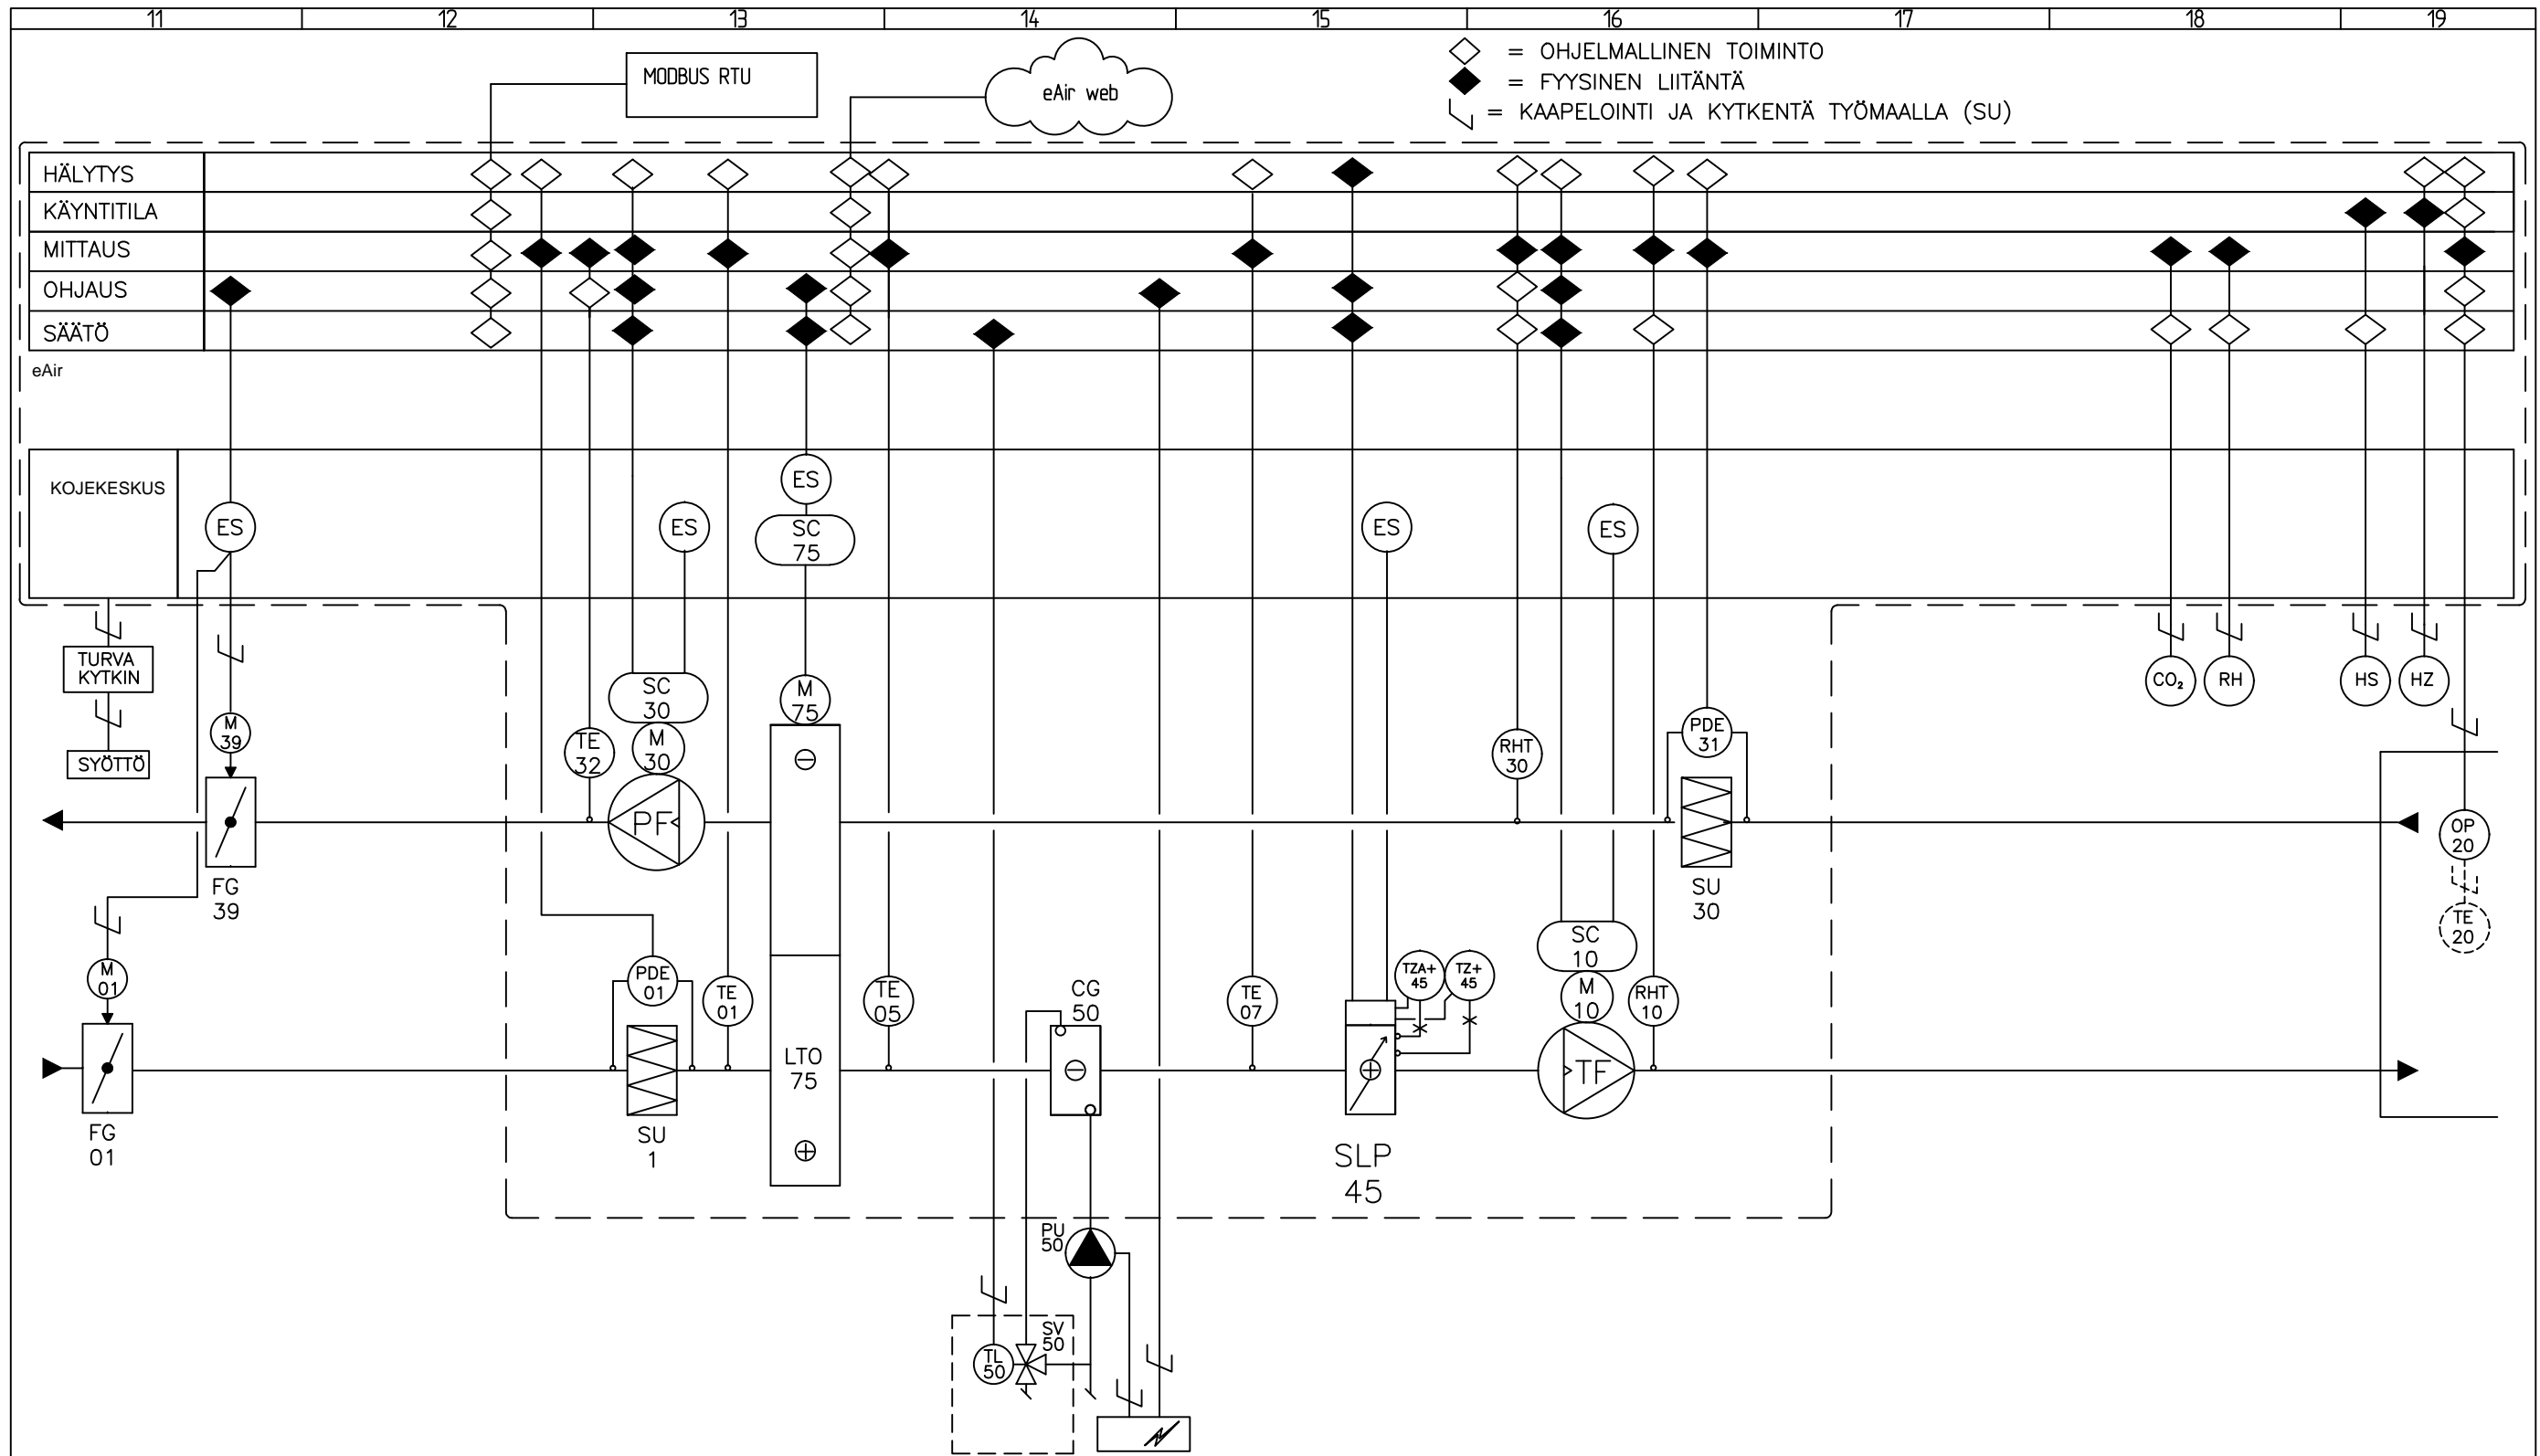 11 12 13 14 15 16 17 18 19
MODBUS RTU
eAir web
= OHJELMALLINEN TOIMINTO
= FYYSINEN LIITÄNTÄ
= KAAPELOINTI JA KYTKENTÄ TYÖMAALLA (SU)
HÄLYTYS
KÄYNTITILA
MITTAUS
OHJAUS
SÄÄTÖ
eAir
KOJEKESKUS
ES
ES
ES
SC
75
ES
ES
TURVA
KYTKIN
SYÖTTÖ
M
39
TE
32
SC
30
M
30
M
75
RHT
30
PDE
31
CO₂
RH
HS
HZ
PF
OP
20
TE
20
FG
39
SU
30
M
01
PDE
01
TE
01
TE
05
CG
50
TE
07
TZA+
45
TZ+
45
SC
10
M
10
RHT
10
LTO
75
TF
FG
01
SU
1
SLP
45
PU
50
SV
50
TL
50